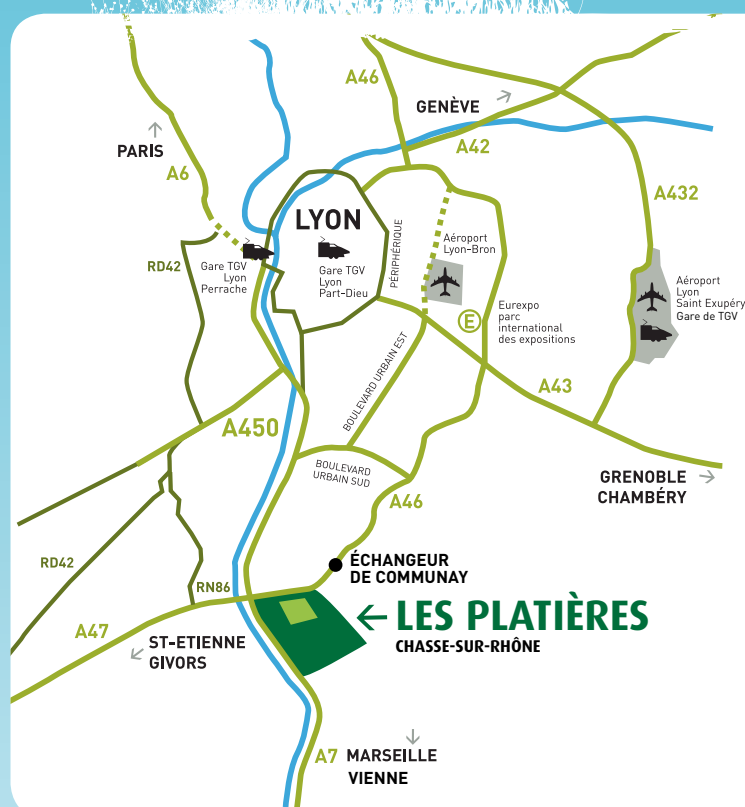 A46
GENÈVE
PARIS
A42
A6
A432
LYON
PÉRIPHÉRIQUE
Aéroport
Lyon-Bron
RD42
Gare TGV
Lyon
Perrache
Gare TGV
Lyon
Part-Dieu
Aéroport
Lyon
Saint Exupéry
Gare de TGV
E
Eurexpo
parc
international
des expositions
BOULEVARD URBAIN EST
A43
A450
BOULEVARD
URBAIN SUD
GRENOBLE
CHAMBÉRY
A46
ÉCHANGEUR
DE COMMUNAY
RD42
RN86
LES PLATIÈRES
CHASSE-SUR-RHÔNE
A47
ST-ETIENNE
GIVORS
A7
MARSEILLE
VIENNE